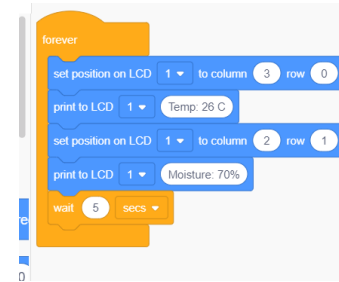 forever
set position on LCD 1 to column 3 row 0
print to LCD 1 Temp: 26 C
set position on LCD 1 to column 2 row 1
print to LCD 1 Moisture: 70%
wait 5 secs
0